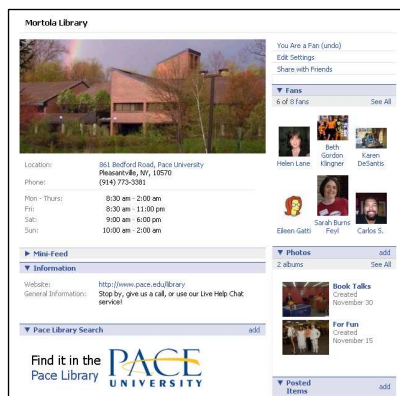 Mortola Library
Location: 861 Bedford Road, Pace University
Pleasantville, NY, 10570
Phone: (914) 773-3381
Mon - Thurs: 8:30 am - 2:00 am
Fri: 8:30 am - 11:00 pm
Sat: 9:00 am - 6:00 pm
Sun: 10:00 am - 2:00 am
Mini-Feed
Information
Website: http://www.pace.edu/library
General Information: Stop by, give us a call, or use our Live Help Chat
service!
Pace Library Search add
Find it in the
Pace Library
PACE
UNIVERSITY
You Are a Fan (undo)
Edit Settings
Share with Friends
Fans
6 of 8 fans See All
Helen Lane
Beth
Gordon
Klingner
Karen
DeSantis
Eileen Gatti
Sarah Burns
Feyl
Carlos S.
Photos add
2 albums See All
Book Talks
Created
November 30
For Fun
Created
November 15
Posted
Items add